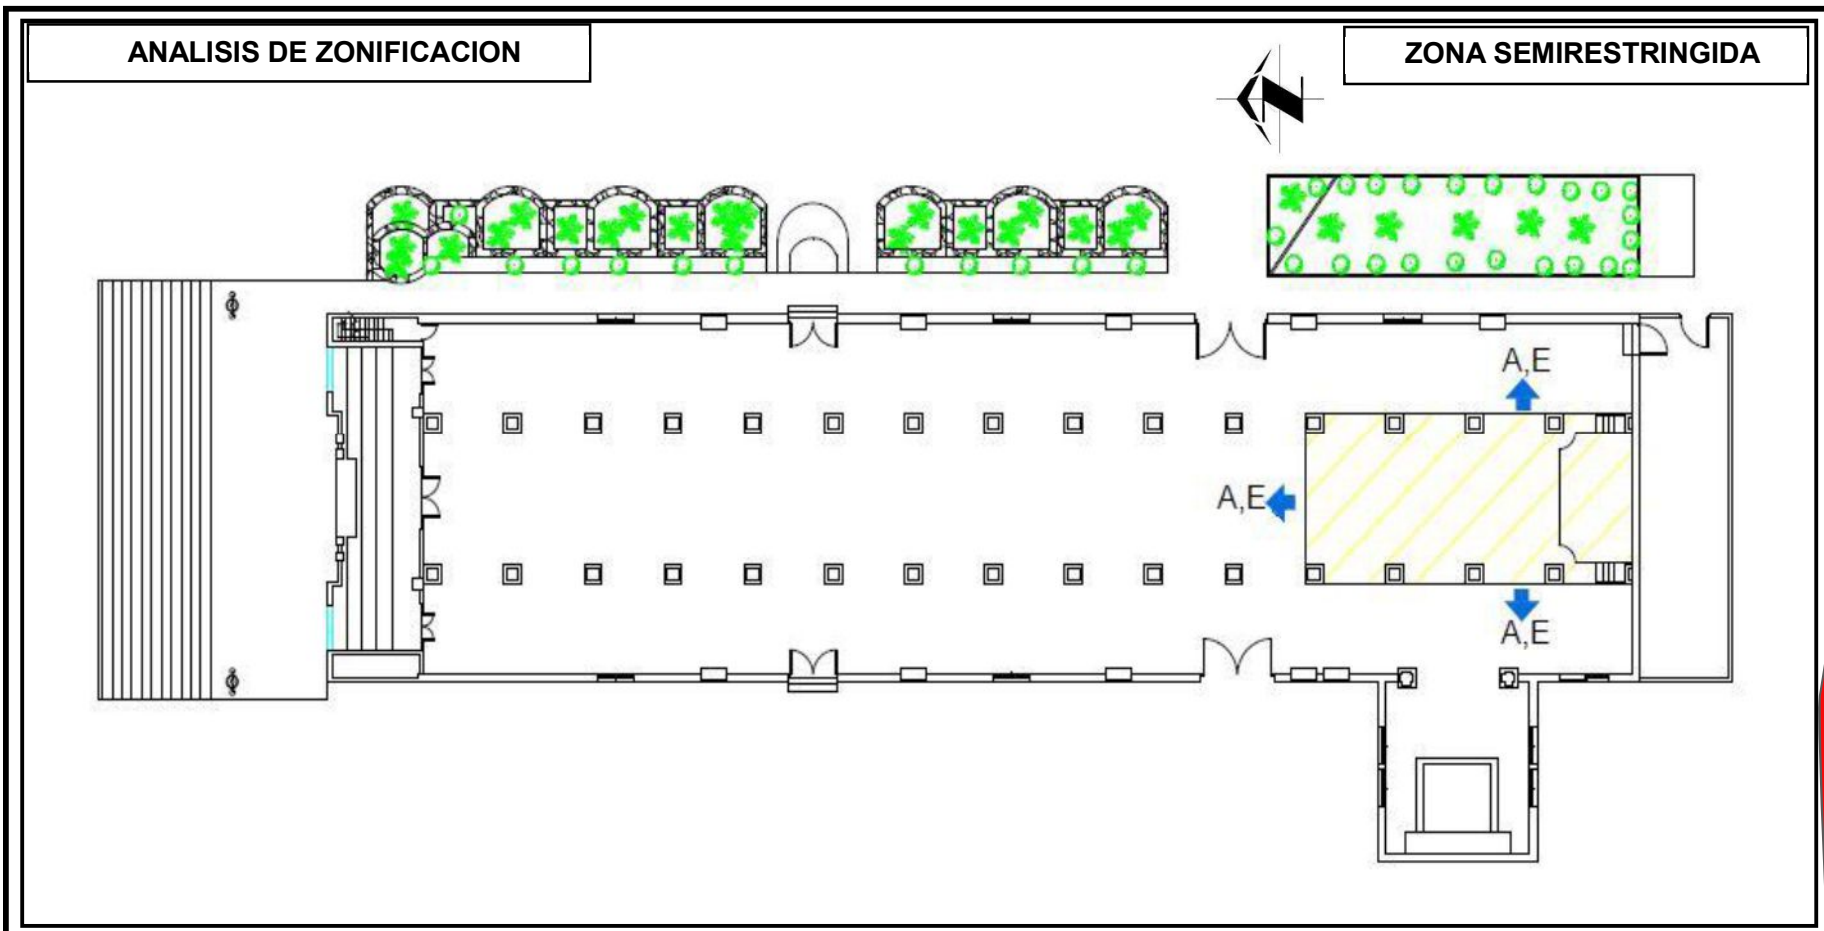 ANALISIS DE ZONIFICACION
ZONA SEMIRESTRINGIDA
N
A,E
A,E
A,E